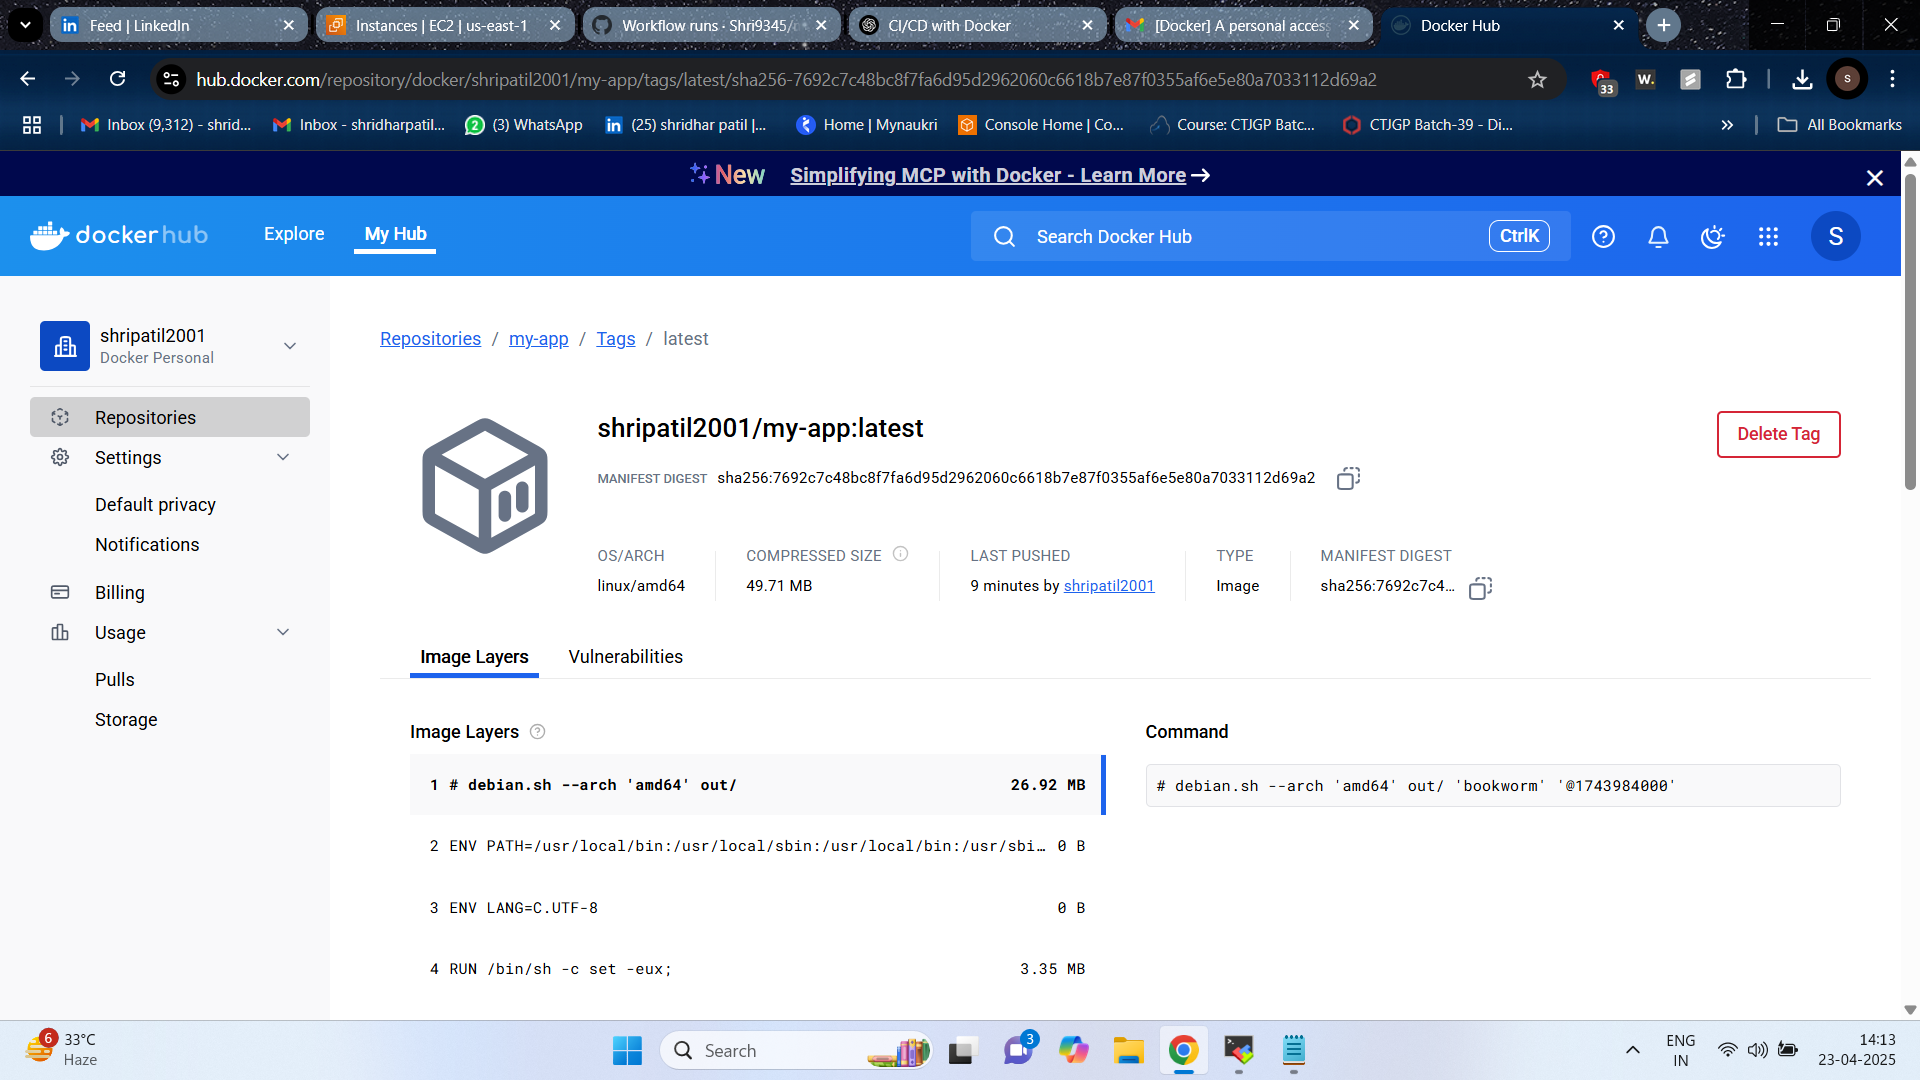 Feed | LinkedIn
Instances | EC2 | us-east-1
Workflow runs · Shri9345/
CI/CD with Docker
[Docker] A personal access
Docker Hub
hub.docker.com/repository/docker/shripatil2001/my-app/tags/latest/sha256-7692c7c48bc8f7fa6d95d2962060c6618b7e87f0355af6e5e80a7033112d69a2
33
W.
S
Inbox (9,312) - shrid...
Inbox - shridharpatil...
2
(3) WhatsApp
(25) shridhar patil |...
Home | Mynaukri
Console Home | Co...
Course: CTJGP Batc...
CTJGP Batch-39 - Di...
All Bookmarks
New Simplifying MCP with Docker - Learn More
docker hub
Explore
My Hub
Search Docker Hub
CtrlK
S
shripatil2001
Docker Personal
Repositories
Settings
Default privacy
Notifications
Billing
Usage
Pulls
Storage
Repositories / my-app / Tags / latest
shripatil2001/my-app:latest
Delete Tag
MANIFEST DIGEST sha256:7692c7c48bc8f7fa6d95d2962060c6618b7e87f0355af6e5e80a7033112d69a2
OS/ARCH
linux/amd64
COMPRESSED SIZE
49.71 MB
LAST PUSHED
9 minutes by shripatil2001
TYPE
Image
MANIFEST DIGEST
sha256:7692c7c4...
Image Layers
Vulnerabilities
Image Layers
1 # debian.sh --arch 'amd64' out/ 26.92 MB
2 ENV PATH=/usr/local/bin:/usr/local/sbin:/usr/local/bin:/usr/sbi... 0 B
3 ENV LANG=C.UTF-8 0 B
4 RUN /bin/sh -c set -eux; 3.35 MB
Command
# debian.sh --arch 'amd64' out/ 'bookworm' '@1743984000'
6
33°C
Haze
Search
3
ENG
IN
14:13
23-04-2025